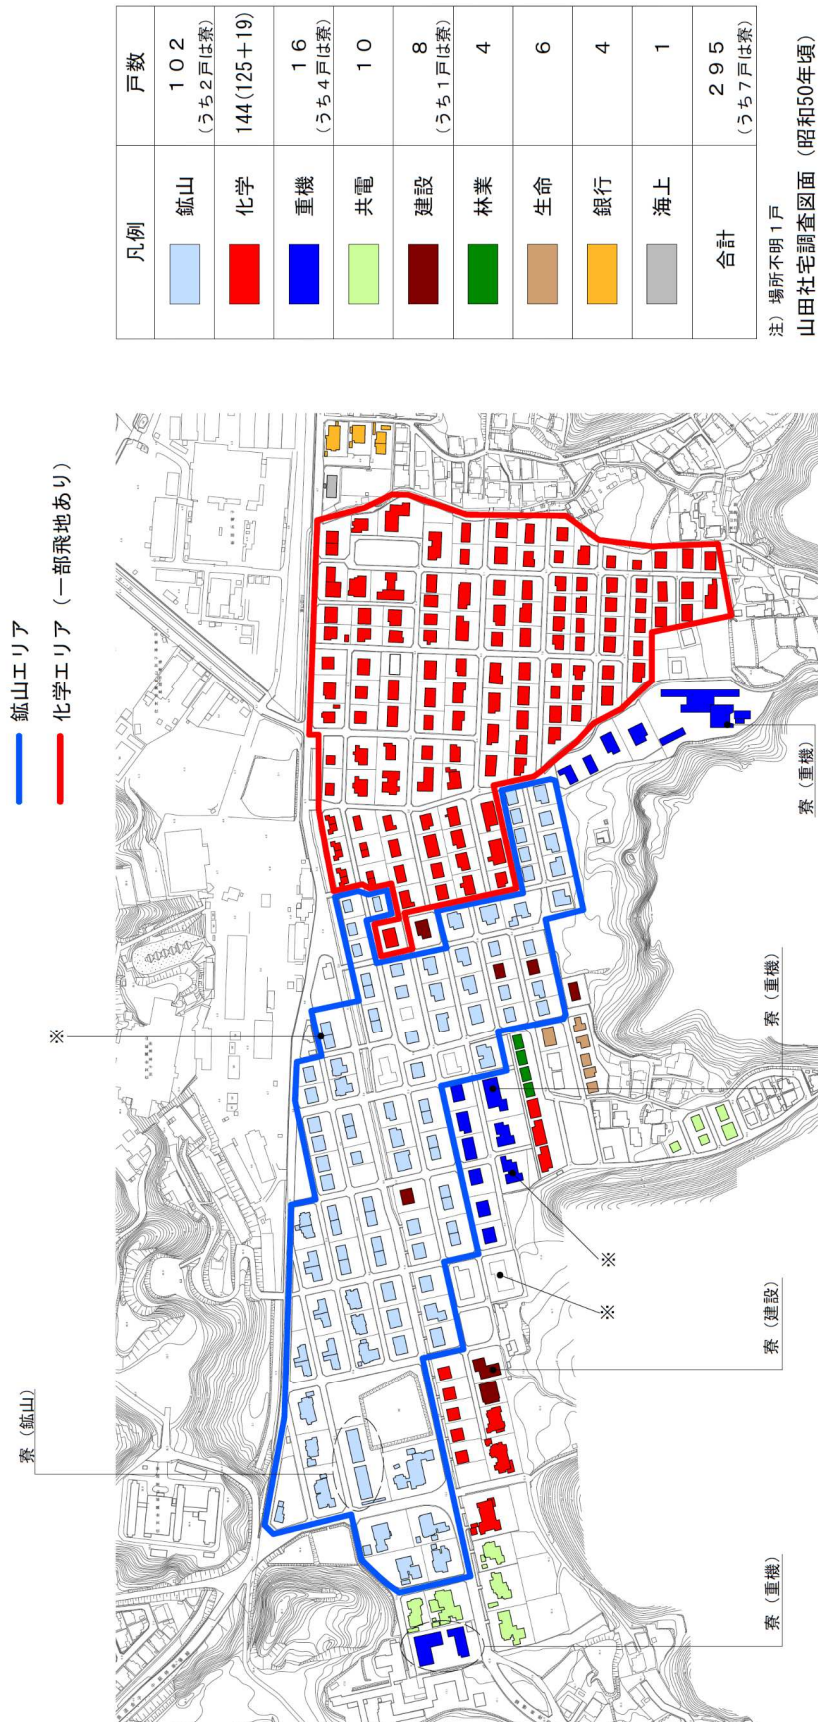 鉱山エリア
化学エリア（一部飛地あり）
凡例 戸数
鉱山 １０２
（うち２戸は寮）
化学 144(125＋19)
重機 １６
（うち４戸は寮）
共電 １０
建設 ８
（うち１戸は寮）
林業 ４
生命 ６
銀行 ４
海上 １
合計 ２９５
（うち７戸は寮）
注）場所不明１戸
山田社宅調査図面（昭和50年頃）
寮（鉱山）
※
※
※
寮（重機）
寮（建設）
寮（重機）
寮（重機）